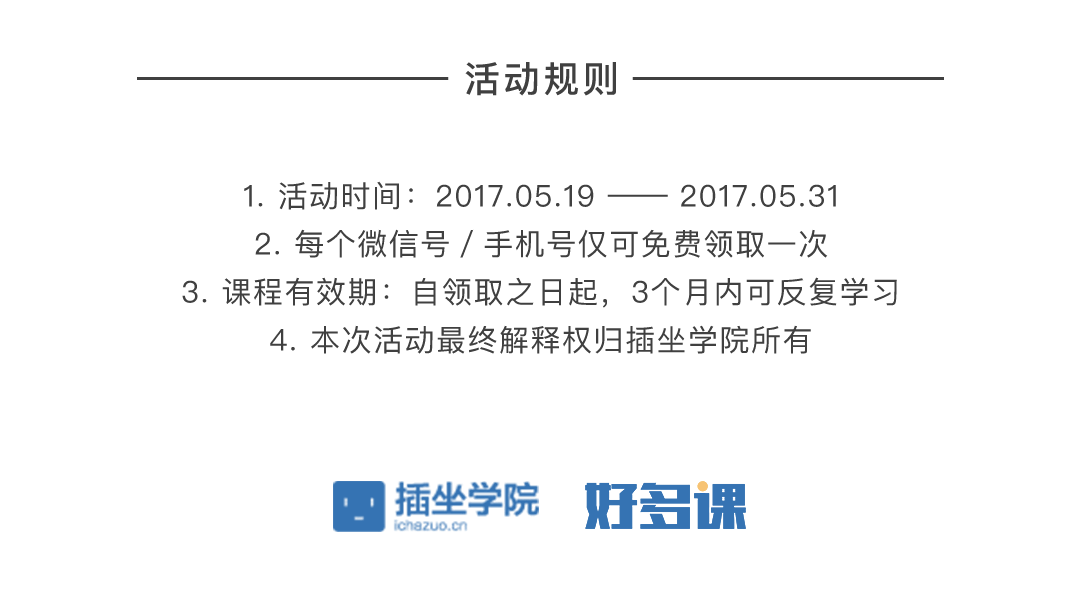 活动规则
1. 活动时间：2017.05.19 —— 2017.05.31
2. 每个微信号 / 手机号仅可免费领取一次
3. 课程有效期：自领取之日起，3个月内可反复学习
4. 本次活动最终解释权归插坐学院所有
插坐学院 好多课
ichazuo.cn